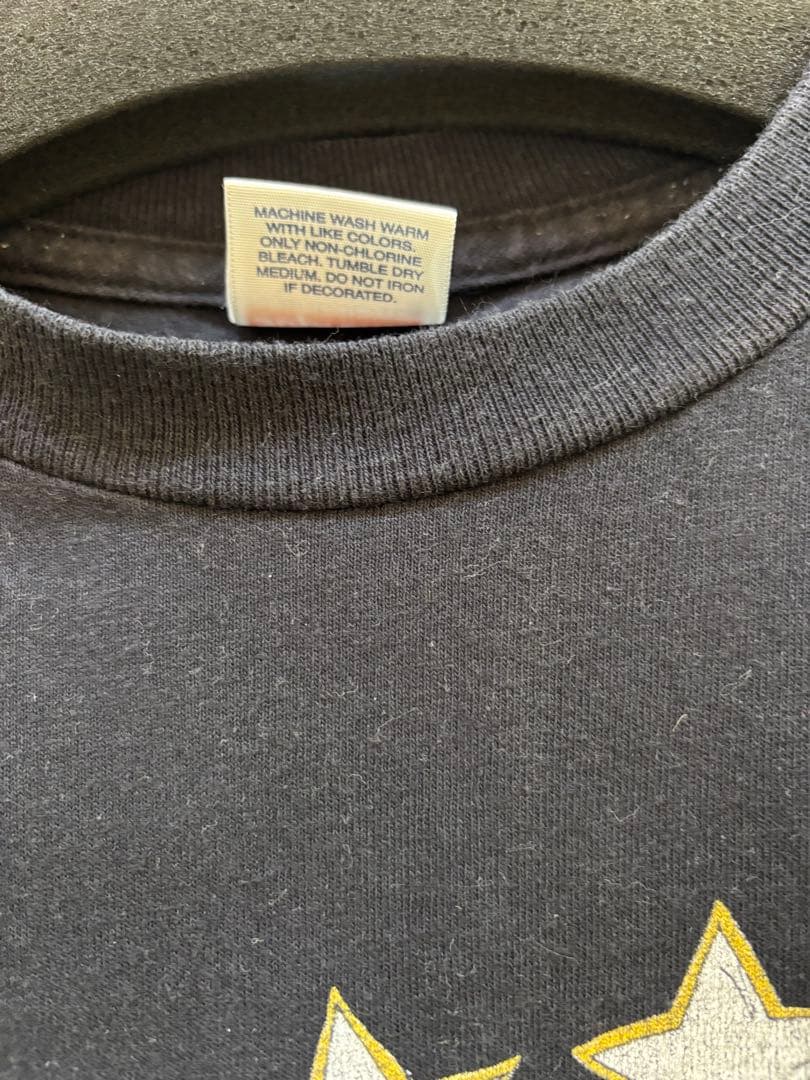 MACHINE WASH WARM
WITH LIKE COLORS.
ONLY NON-CHLORINE
BLEACH. TUMBLE DRY
MEDIUM. DO NOT IRON
IF DECORATED.